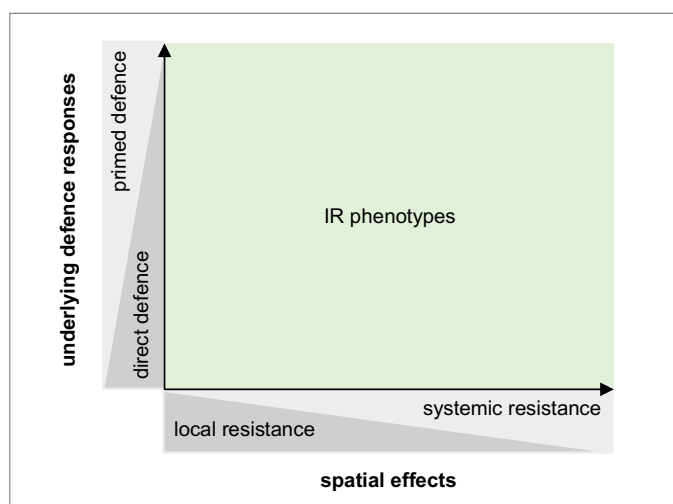 underlying defence responses
primed defence
direct defence
IR phenotypes
systemic resistance
local resistance
spatial effects